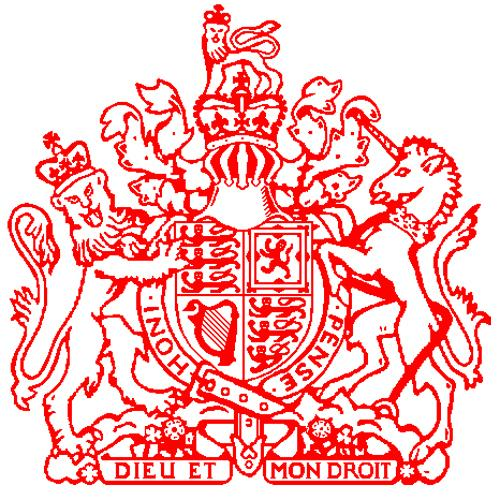 ·HONI
·PENSE·
DIEU ET MON DROIT